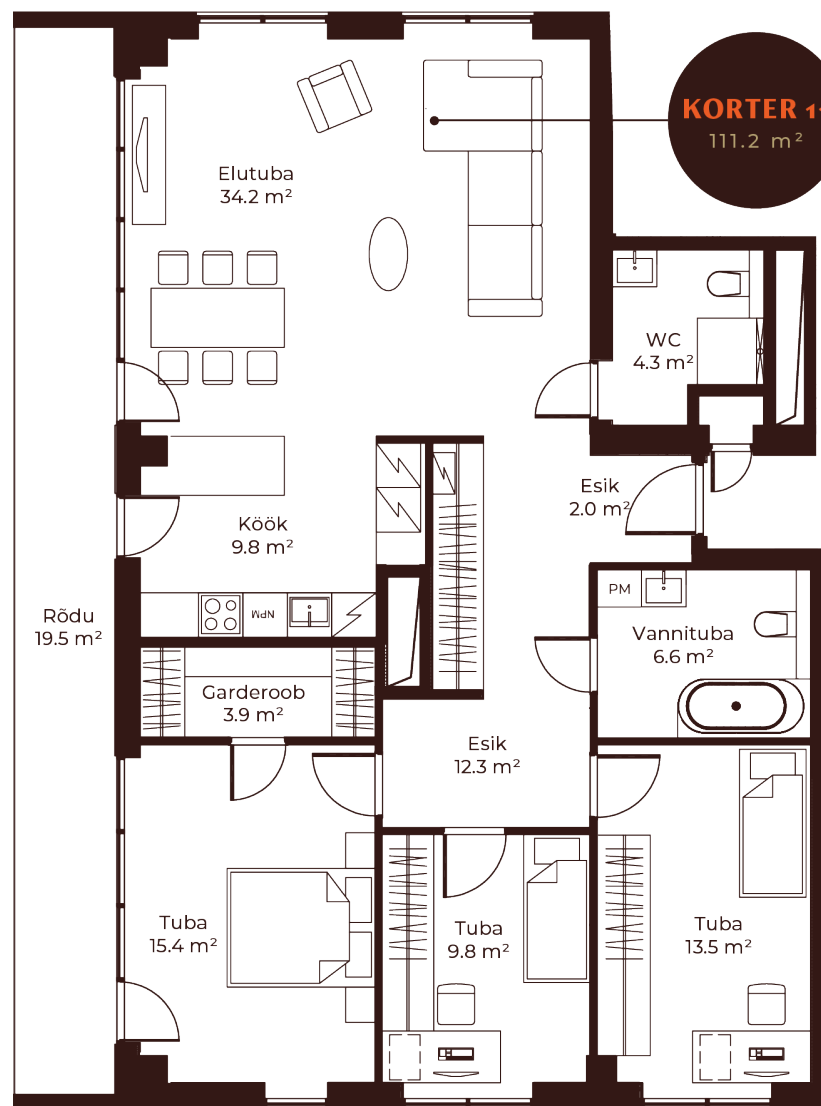 KORTER
111.2 m²
Elutuba
34.2 m²
WC
4.3 m²
Esik
2.0 m²
Köök
9.8 m²
NPM
PM
Rõdu
19.5 m²
Vannituba
6.6 m²
Garderoob
3.9 m²
Esik
12.3 m²
Tuba
15.4 m²
Tuba
9.8 m²
Tuba
13.5 m²